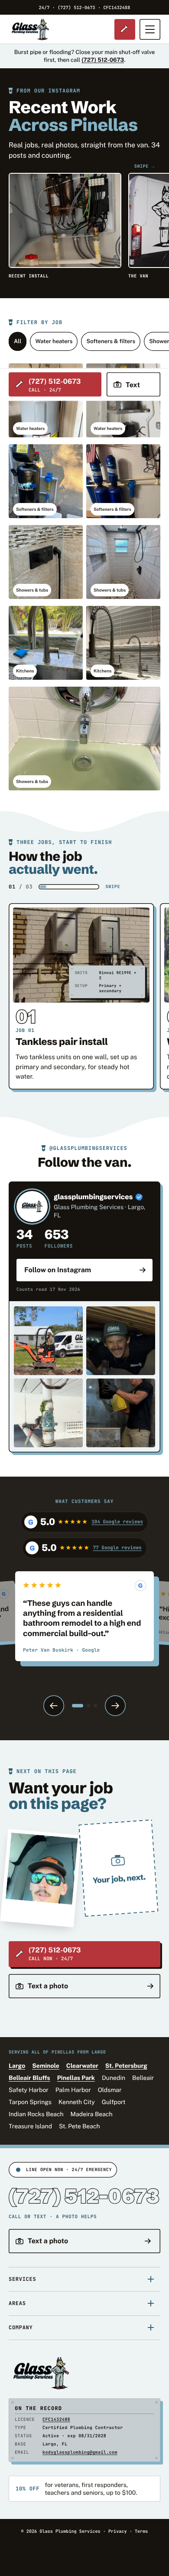 24/7 · (727) 512-0673 · CFC1432488
Glass
Plumbing Services
Burst pipe or flooding? Close your main shut-off valve
first, then call (727) 512-0673.
FROM OUR INSTAGRAM
Recent Work
Across Pinellas
Real jobs, real photos, straight from the van. 34
posts and counting.
SWIPE →
RECENT INSTALL
THE VAN
FILTER BY JOB
All
Water heaters
Softeners & filters
Shower
(727) 512-0673
CALL · 24/7
Text
Water heaters
Water heaters
Softeners & filters
Softeners & filters
Showers & tubs
Showers & tubs
Kitchens
Kitchens
Showers & tubs
THREE JOBS, START TO FINISH
How the job
actually went.
01 / 03
SWIPE
UNITS
Rinnai RE199S ×
2
SETUP
Primary +
secondary
01
JOB 01
Tankless pair install
Two tankless units on one wall, set up as
primary and secondary, for steady hot
water.
@GLASSPLUMBINGSERVICES
Follow the van.
glassplumbingservices
Glass Plumbing Services · Largo,
FL
34
POSTS
653
FOLLOWERS
Follow on Instagram
Counts read 17 Nov 2026
WHAT CUSTOMERS SAY
G
5.0
★★★★★
384 Google reviews
G
5.0
★★★★★
77 Google reviews
★★★★★
G
“These guys can handle
anything from a residential
bathroom remodel to a high end
commercial build-out.”
Peter Van Buskirk · Google
NEXT ON THIS PAGE
Want your job
on this page?
Your job, next.
(727) 512-0673
CALL NOW · 24/7
Text a photo
SERVING ALL OF PINELLAS FROM LARGO
Largo Seminole Clearwater St. Petersburg
Belleair Bluffs Pinellas Park Dunedin Belleair
Safety Harbor Palm Harbor Oldsmar
Tarpon Springs Kenneth City Gulfport
Indian Rocks Beach Madeira Beach
Treasure Island St. Pete Beach
LINE OPEN NOW · 24/7 EMERGENCY
(727) 512-0673
CALL OR TEXT · A PHOTO HELPS
Text a photo
SERVICES
AREAS
COMPANY
Glass
Plumbing Services
ON THE RECORD
LICENCE CFC1432488
TYPE Certified Plumbing Contractor
STATUS Active · exp 08/31/2028
BASE Largo, FL
EMAIL kodyglassplumbing@gmail.com
10% OFF
for veterans, first responders,
teachers and seniors, up to $100.
© 2026 Glass Plumbing Services · Privacy · Terms